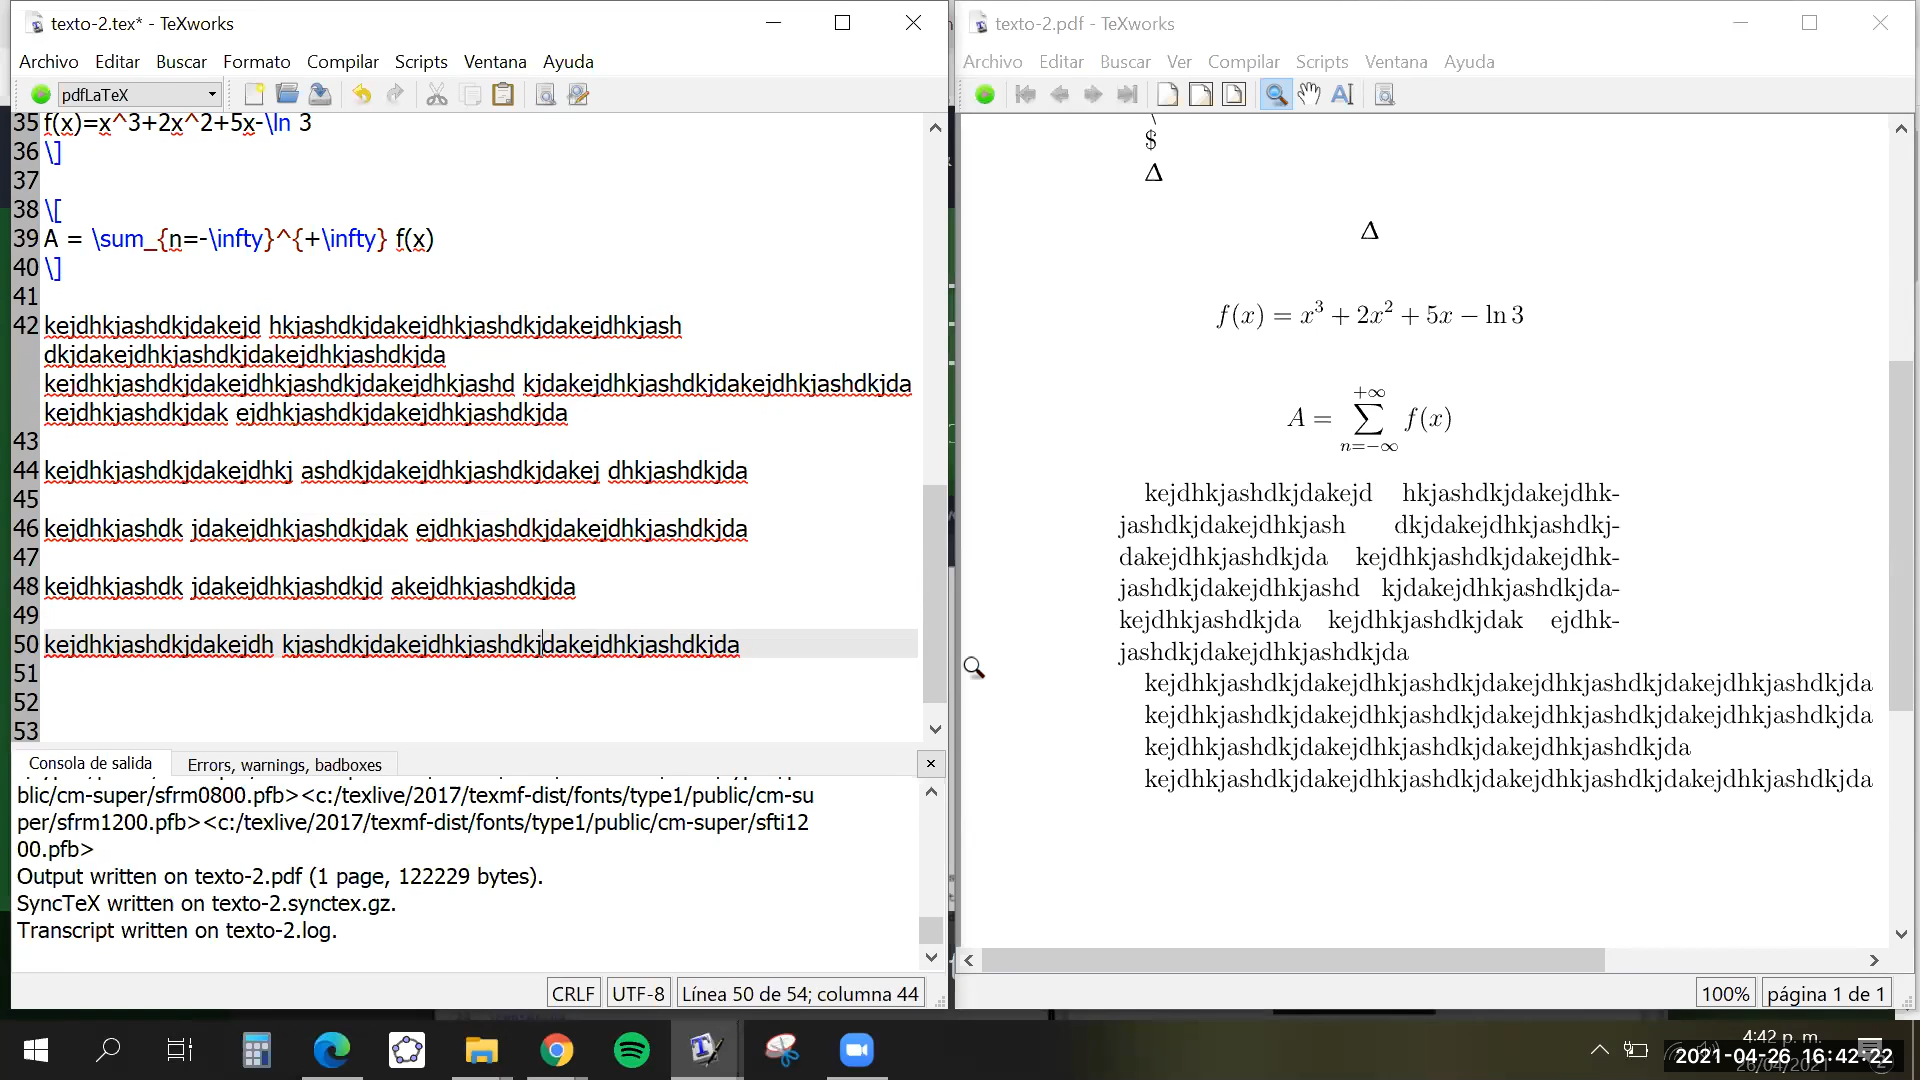 texto-2.tex* - TeXworks
Archivo Editar Buscar Formato Compilar Scripts Ventana Ayuda
pdfLaTeX
35 f(x)=x^3+2x^2+5x-\ln 3
36 \]
37
38 \[
39 A = \sum_{n=-\infty}^{+\infty} f(x)
40 \]
41
42 kejdhkjashdkjdakejd hkjashdkjdakejdhkjashdkjdakejdhkjash
dkjdakejdhkjashdkjdakejdhkjashdkjda
kejdhkjashdkjdakejdhkjashdkjdakejdhkjashd kjdakejdhkjashdkjdakejdhkjashdkjda
kejdhkjashdkjdak ejdhkjashdkjdakejdhkjashdkjda
43
44 kejdhkjashdkjdakejdhkj ashdkjdakejdhkjashdkjdakej dhkjashdkjda
45
46 kejdhkjashdk jdakejdhkjashdkjdak ejdhkjashdkjdakejdhkjashdkjda
47
48 kejdhkjashdk jdakejdhkjashdkjd akejdhkjashdkjda
49
50 kejdhkjashdkjdakejdh kjashdkjdakejdhkjashdkjdakejdhkjashdkjda
51
52
53
Consola de salida Errors, warnings, badboxes
blic/cm-super/sfrm0800.pfb><c:/texlive/2017/texmf-dist/fonts/type1/public/cm-su
per/sfrm1200.pfb><c:/texlive/2017/texmf-dist/fonts/type1/public/cm-super/sfti12
00.pfb>
Output written on texto-2.pdf (1 page, 122229 bytes).
SyncTeX written on texto-2.synctex.gz.
Transcript written on texto-2.log.
CRLF UTF-8 Línea 50 de 54; columna 44
texto-2.pdf - TeXworks
Archivo Editar Buscar Ver Compilar Scripts Ventana Ayuda
\
$
Δ
Δ
f(x) = x³ + 2x² + 5x − ln 3
+∞
A = ∑ f(x)
n=−∞
kejdhkjashdkjdakejd hkjashdkjdakejdhk-
jashdkjdakejdhkjash dkjdakejdhkjashdkj-
dakejdhkjashdkjda kejdhkjashdkjdakejdhk-
jashdkjdakejdhkjashd kjdakejdhkjashdkjda-
kejdhkjashdkjda kejdhkjashdkjdak ejdhk-
jashdkjdakejdhkjashdkjda
kejdhkjashdkjdakejdhkjashdkjdakejdhkjashdkjdakejdhkjashdkjda
kejdhkjashdkjdakejdhkjashdkjdakejdhkjashdkjdakejdhkjashdkjda
kejdhkjashdkjdakejdhkjashdkjdakejdhkjashdkjda
kejdhkjashdkjdakejdhkjashdkjdakejdhkjashdkjdakejdhkjashdkjda
100% página 1 de 1
4:42 p. m.
2021-04-26 16:42:22
26/04/2021